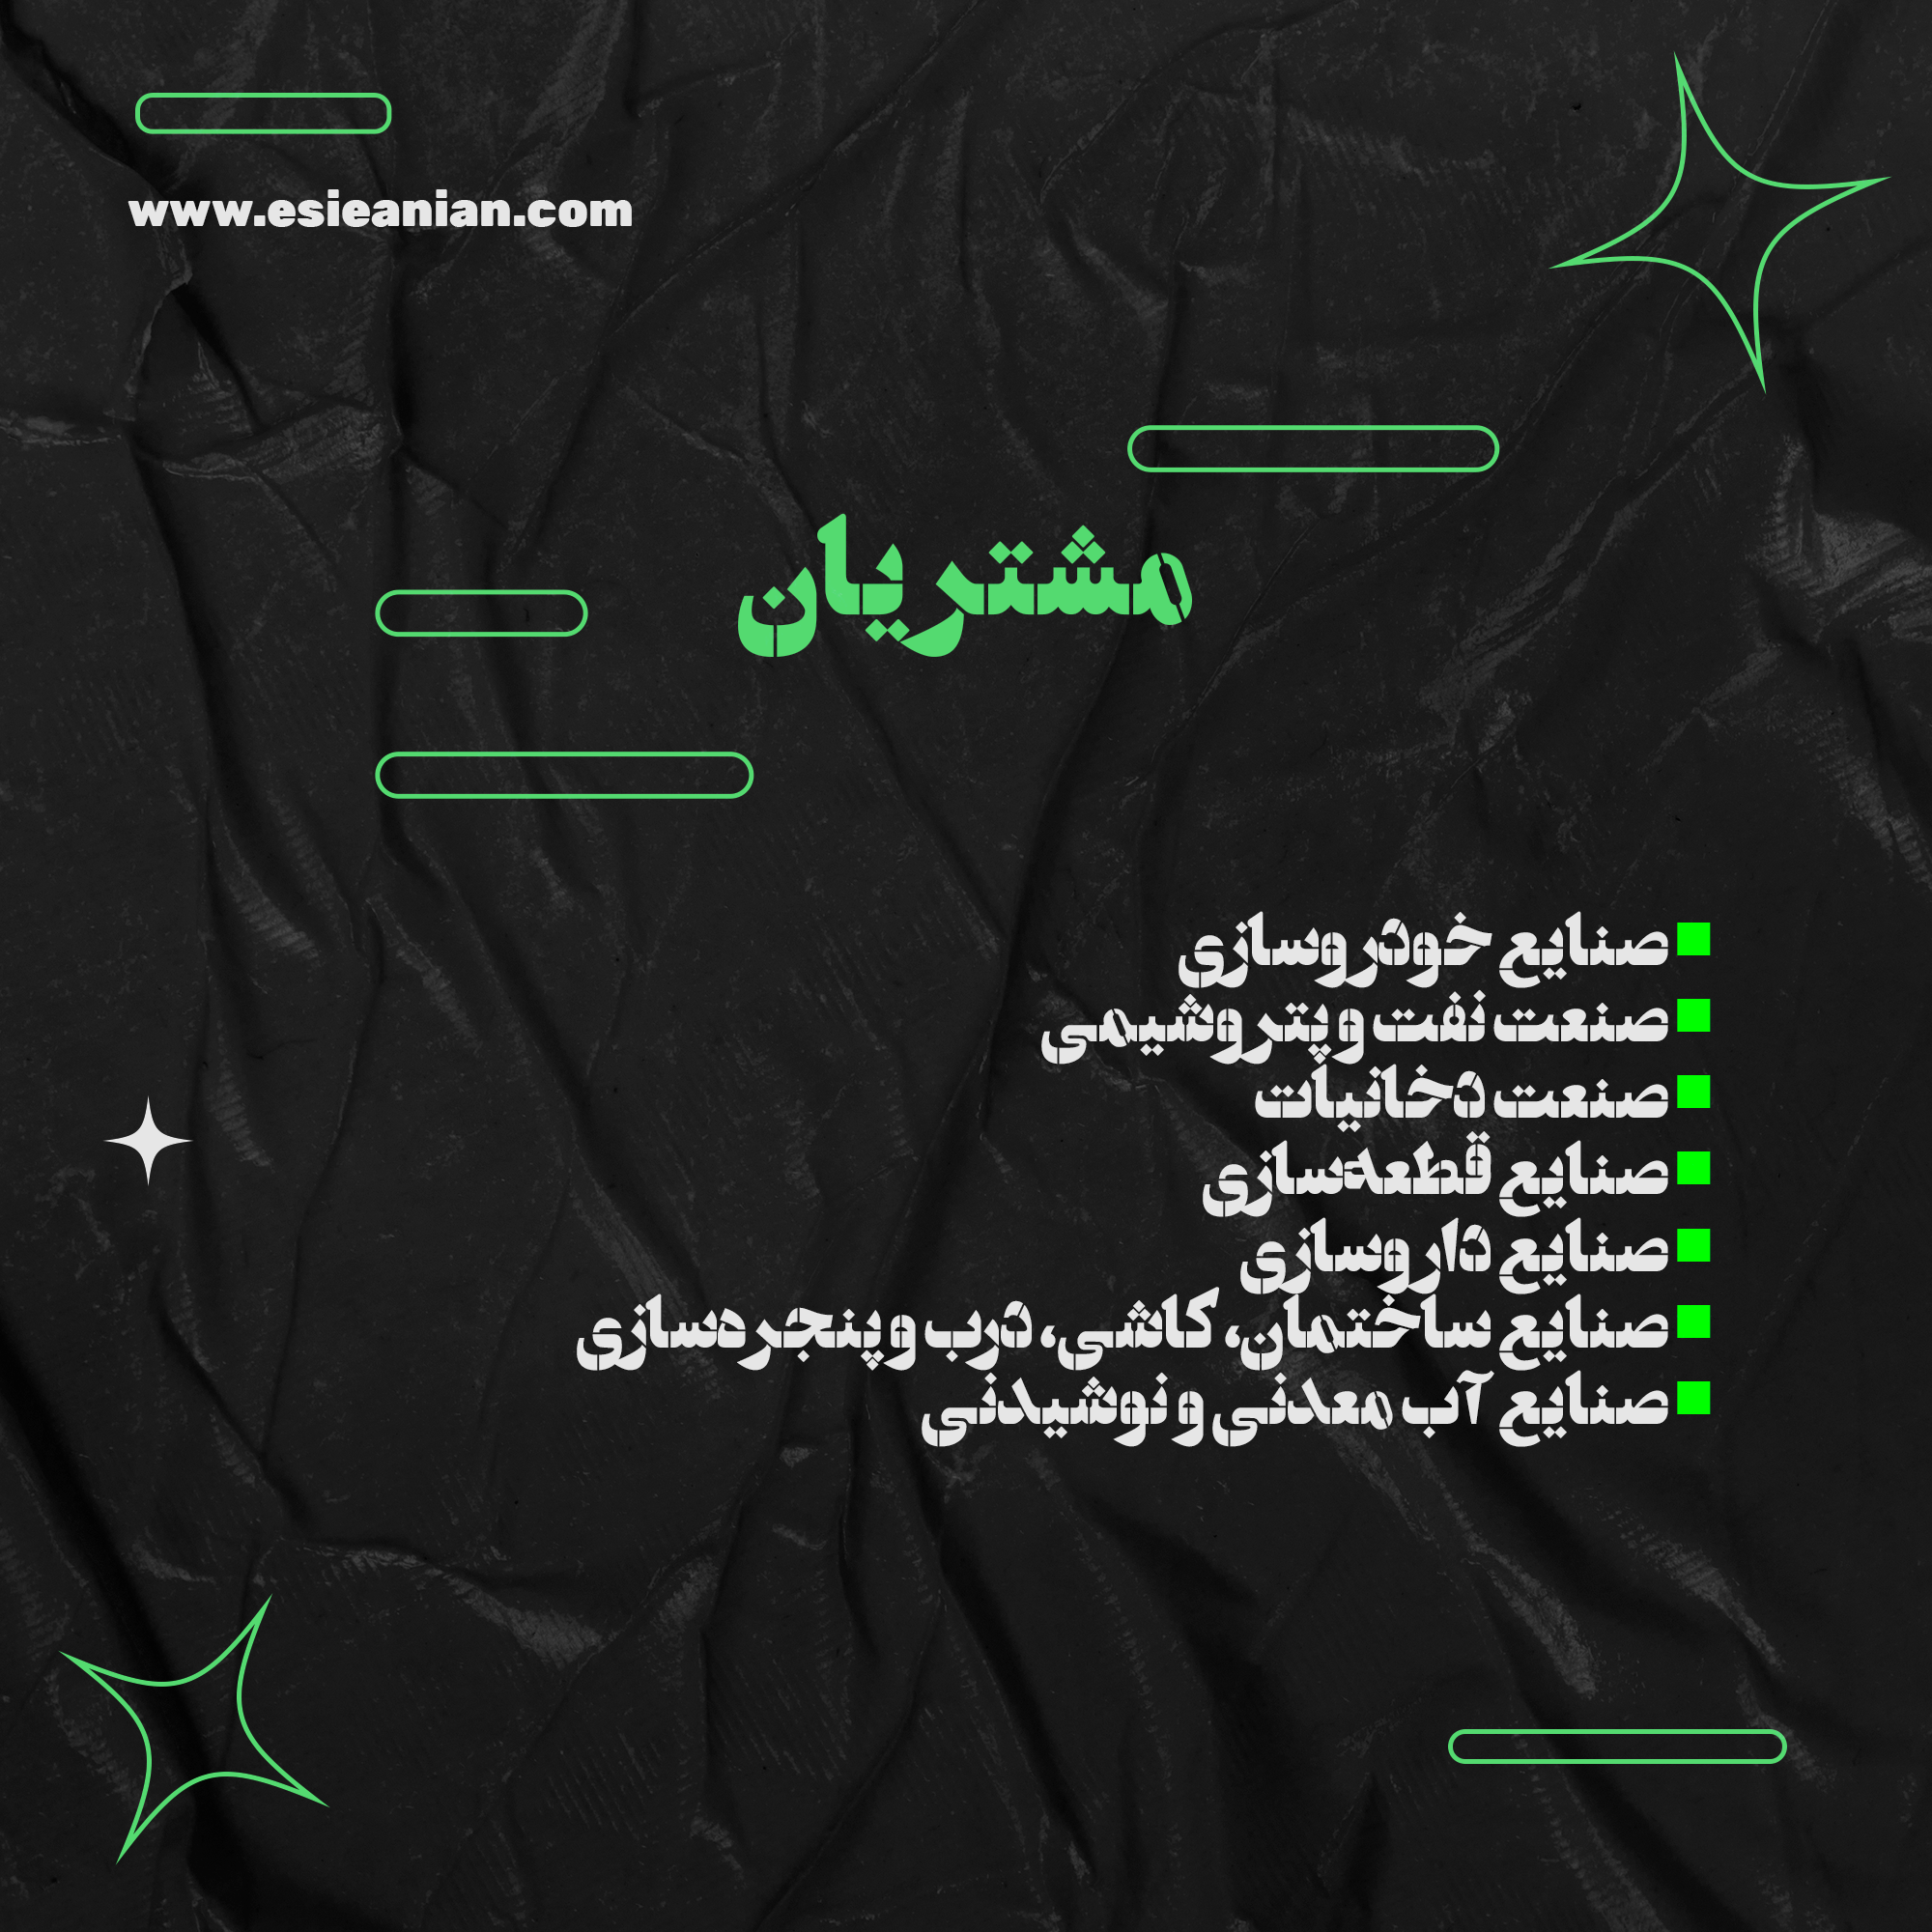 www.esieanian.com
مشتریان
صنایع خودروسازی
صنعت نفت و پتروشیمی
صنعت دخانیات
صنایع قطعه‌سازی
صنایع داروسازی
صنایع ساختمان، کاشی، درب و پنجره‌سازی
صنایع آب معدنی و نوشیدنی